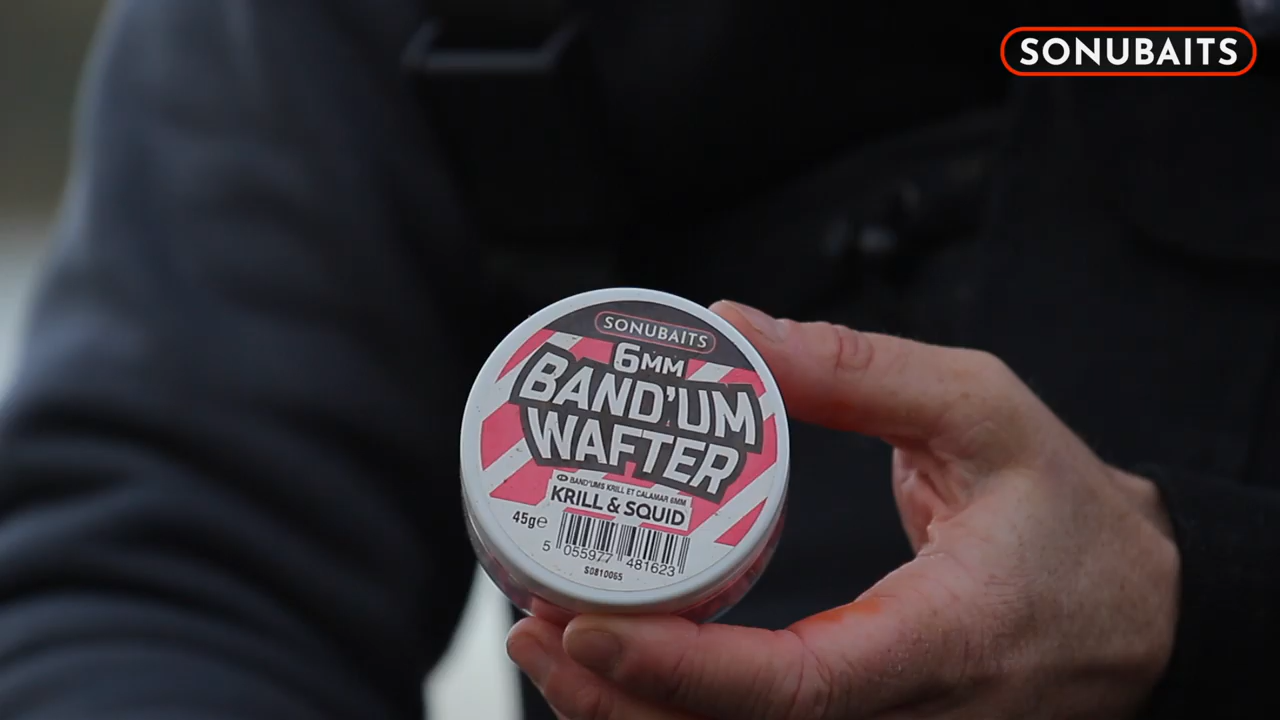 SONUBAITS
SONUBAITS
6MM
BAND'UM
WAFTER
BAND'UMS KRILL ET CALAMAR 6MM
KRILL & SQUID
45g℮
5 055977 481623
S0810065